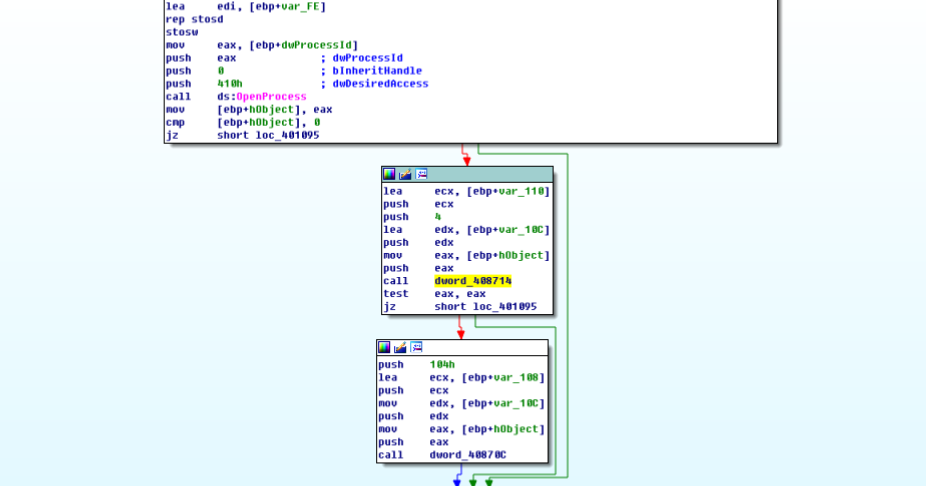 lea edi, [ebp+var_FE]
rep stosd
stosw
mov eax, [ebp+dwProcessId]
push eax ; dwProcessId
push 0 ; bInheritHandle
push 410h ; dwDesiredAccess
call ds:OpenProcess
mov [ebp+hObject], eax
cmp [ebp+hObject], 0
jz short loc_401095
lea ecx, [ebp+var_110]
push ecx
push 4
lea edx, [ebp+var_10C]
push edx
mov eax, [ebp+hObject]
push eax
call dword_408714
test eax, eax
jz short loc_401095
push 104h
lea ecx, [ebp+var_108]
push ecx
mov edx, [ebp+var_10C]
push edx
mov eax, [ebp+hObject]
push eax
call dword_40870C